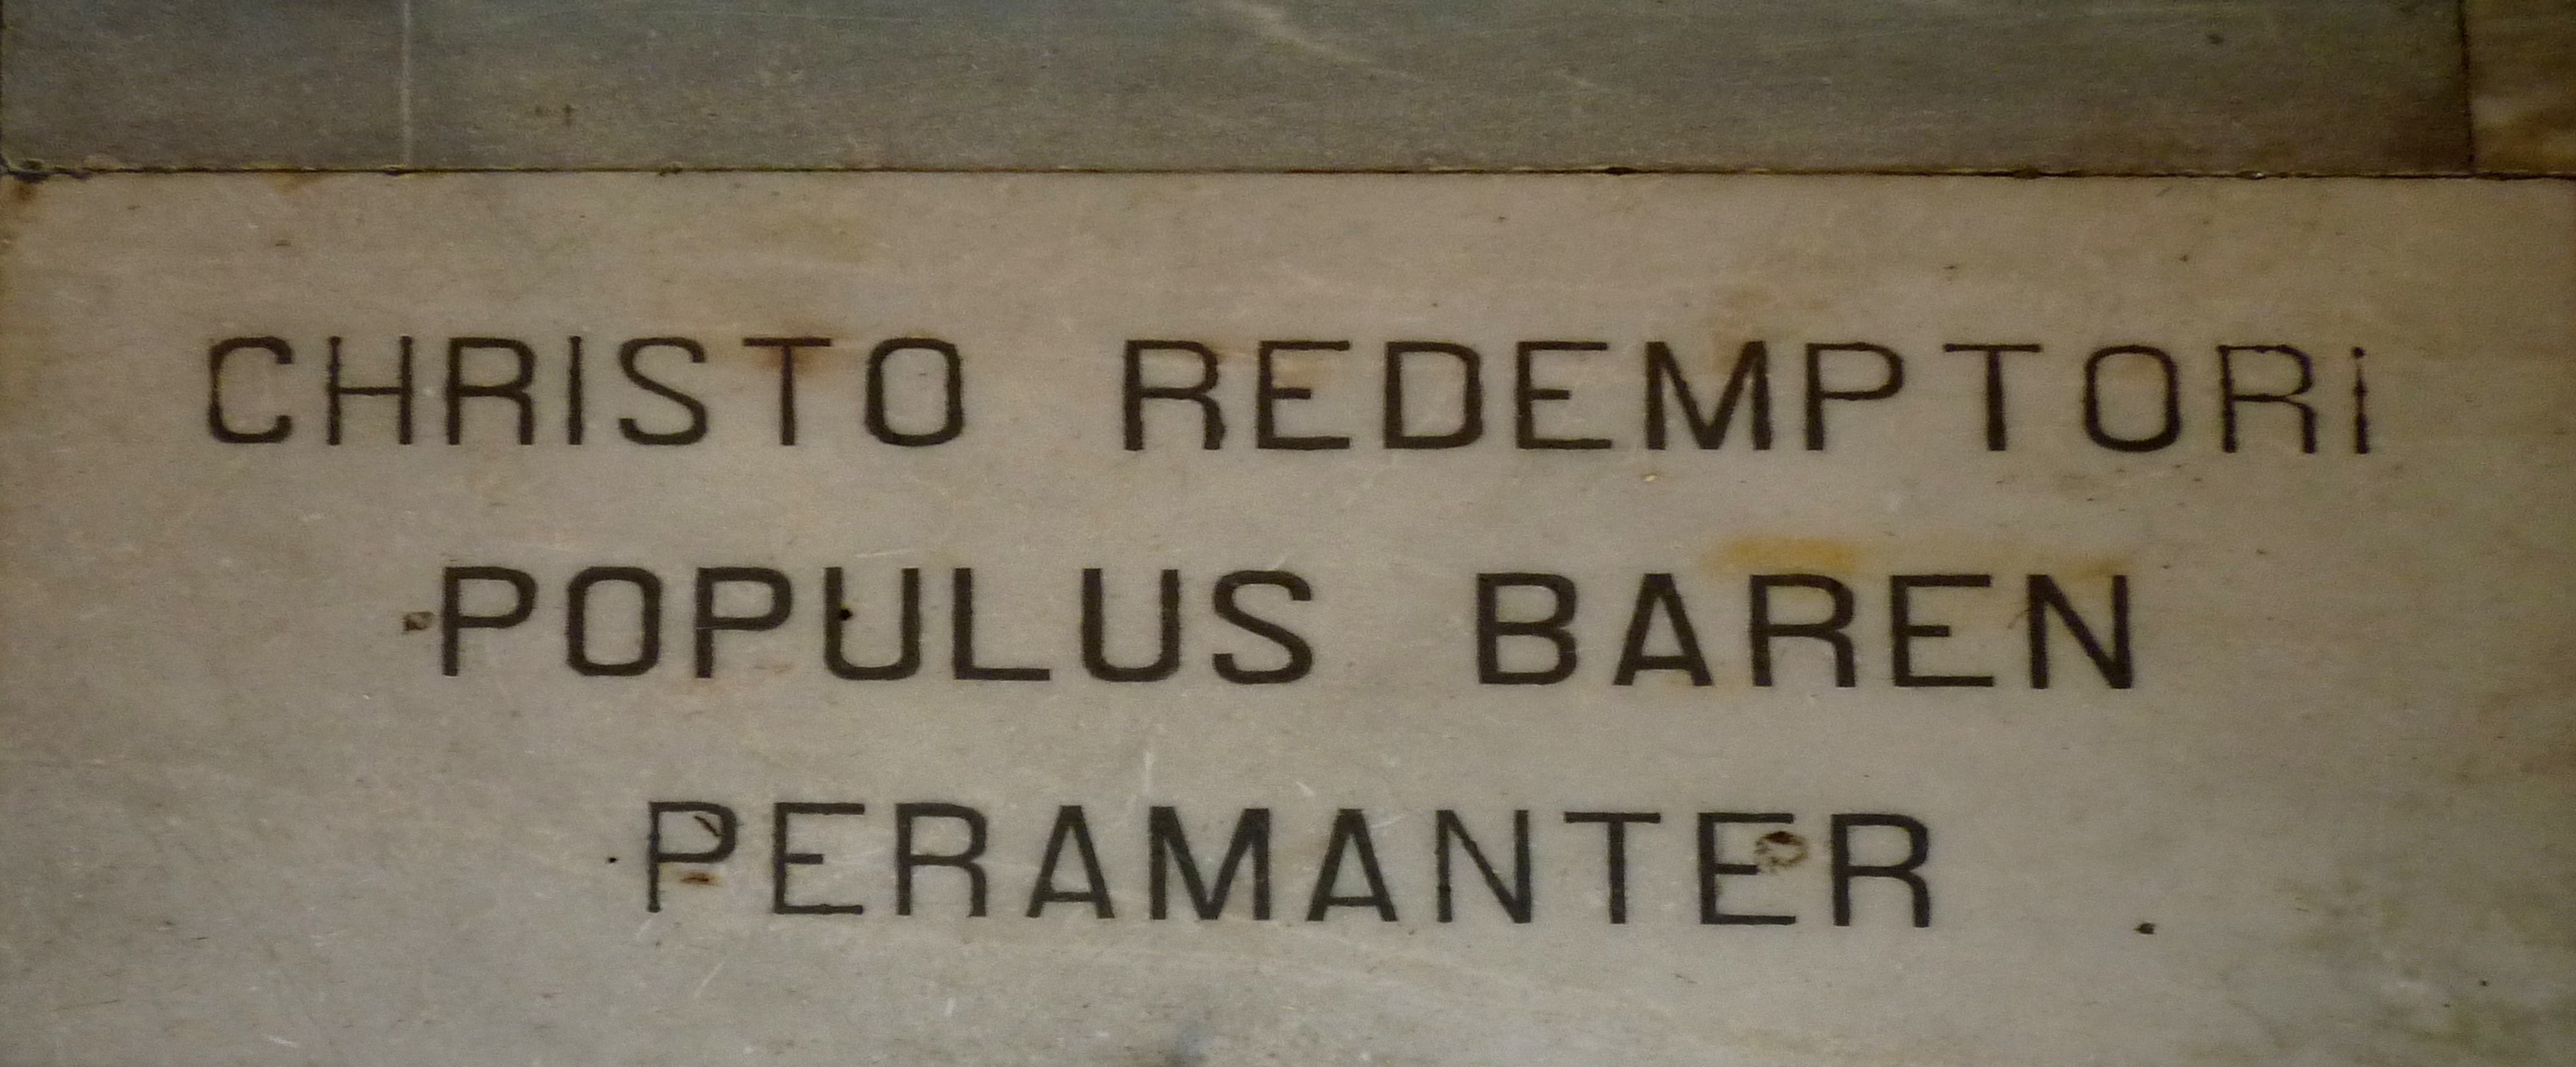 CHRISTO REDEMPTORi
POPULUS BAREN
PERAMANTER